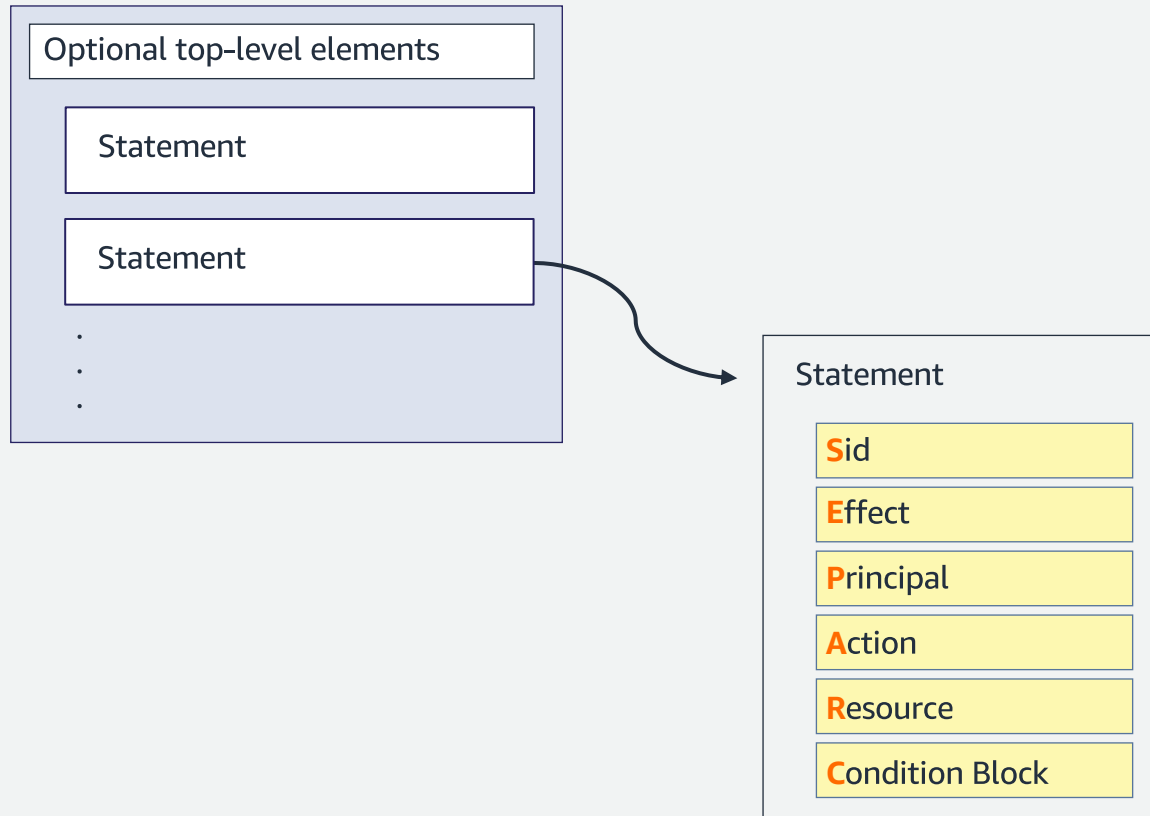 Optional top-level elements
Statement
Statement
.
.
.
Statement
Sid
Effect
Principal
Action
Resource
Condition Block